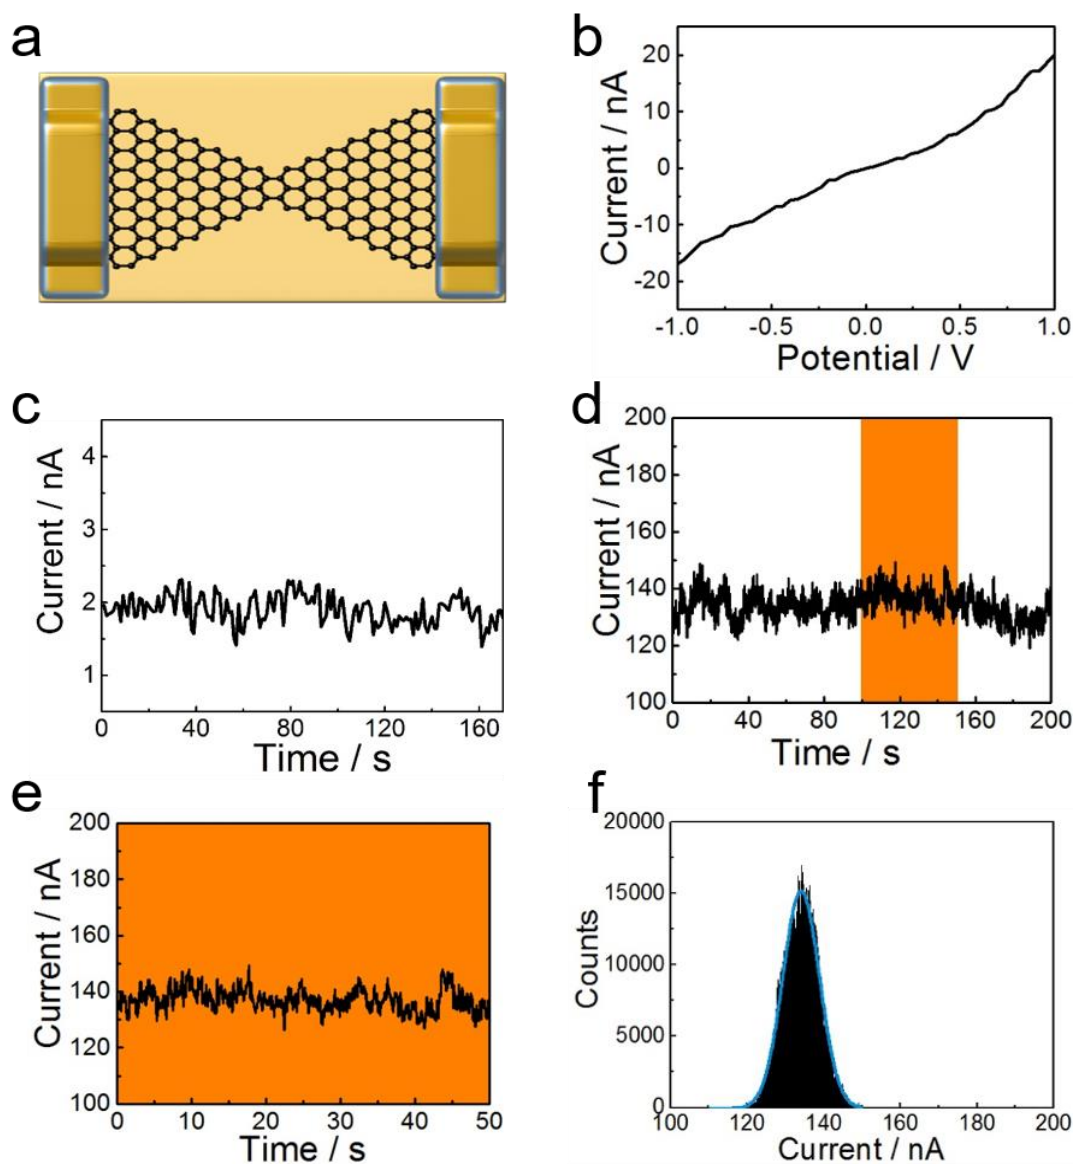 a
b
Current / nA
20
10
0
-10
-20
-1.0 -0.5 0.0 0.5 1.0
Potential / V
c
Current / nA
4
3
2
1
0 40 80 120 160
Time / s
d
Current / nA
200
180
160
140
120
100
0 40 80 120 160 200
Time / s
e
Current / nA
200
180
160
140
120
100
0 10 20 30 40 50
Time / s
f
Counts
20000
15000
10000
5000
0
100 120 140 160 180 200
Current / nA